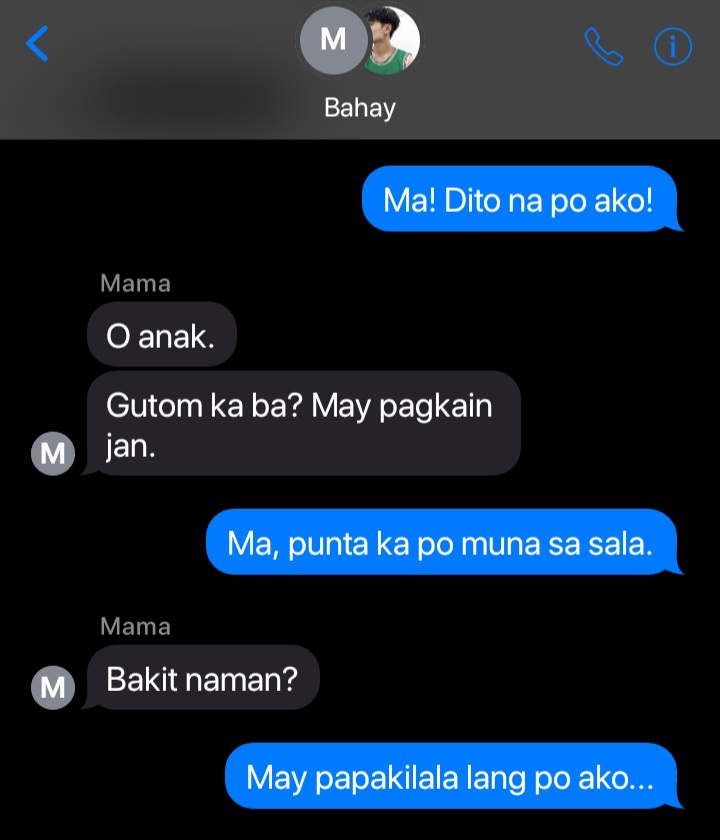 M
Bahay
Ma! Dito na po ako!
Mama
O anak.
Gutom ka ba? May pagkain
jan.
M
Ma, punta ka po muna sa sala.
Mama
Bakit naman?
M
May papakilala lang po ako...